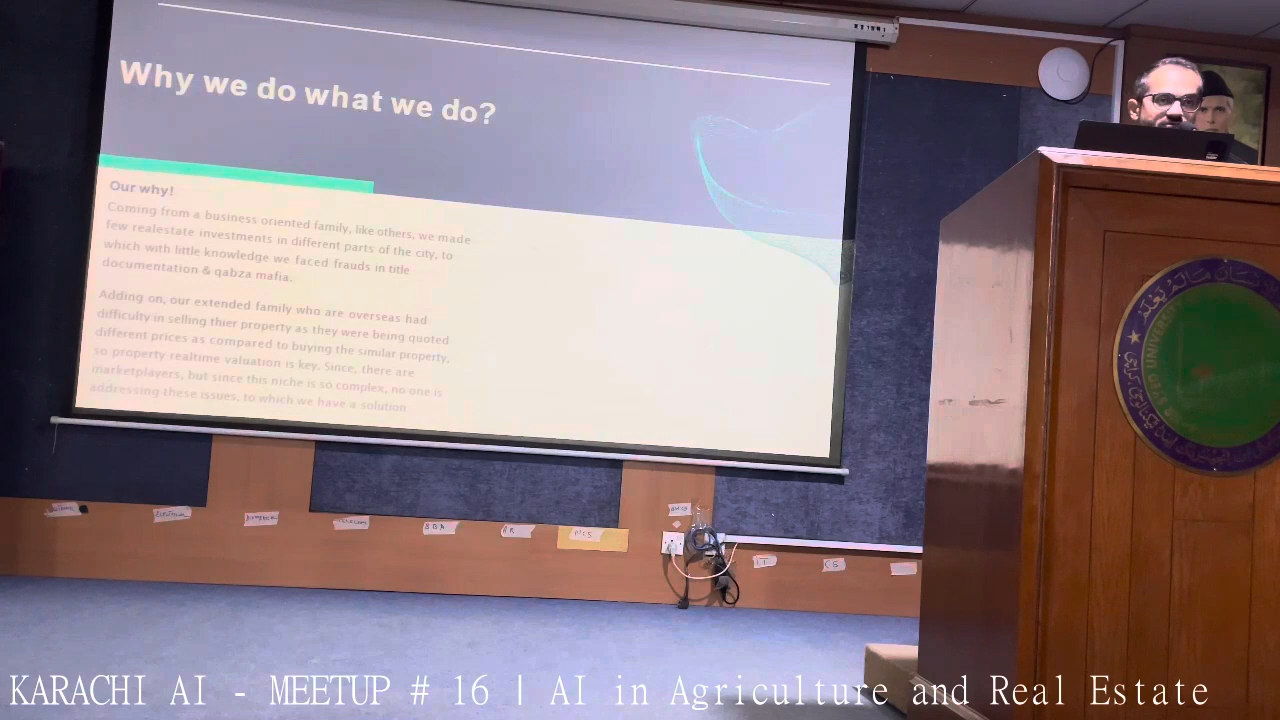 Why we do what we do?
Our why!
Coming from a business oriented family, like others, we made
few realestate investments in different parts of the city, to
which with little knowledge we faced frauds in title
documentation & qabza mafia.
Adding on, our extended family who are overseas had
difficulty in selling thier property as they were being quoted
different prices as compared to buying the similar property,
so property realtime valuation is key. Since, there are
marketplayers, but since this niche is so complex, no one is
addressing these issues, to which we have a solution
BBA
IT
CS
KARACHI AI - MEETUP # 16 | AI in Agriculture and Real Estate